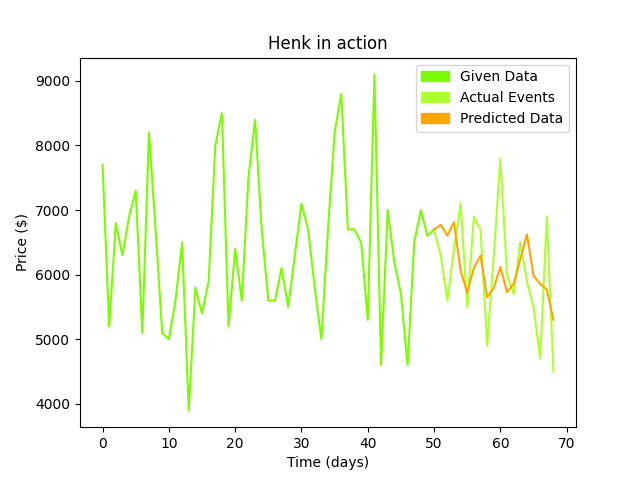 Henk in action
Given Data
Actual Events
Predicted Data
Price ($)
9000
8000
7000
6000
5000
4000
0 10 20 30 40 50 60 70
Time (days)